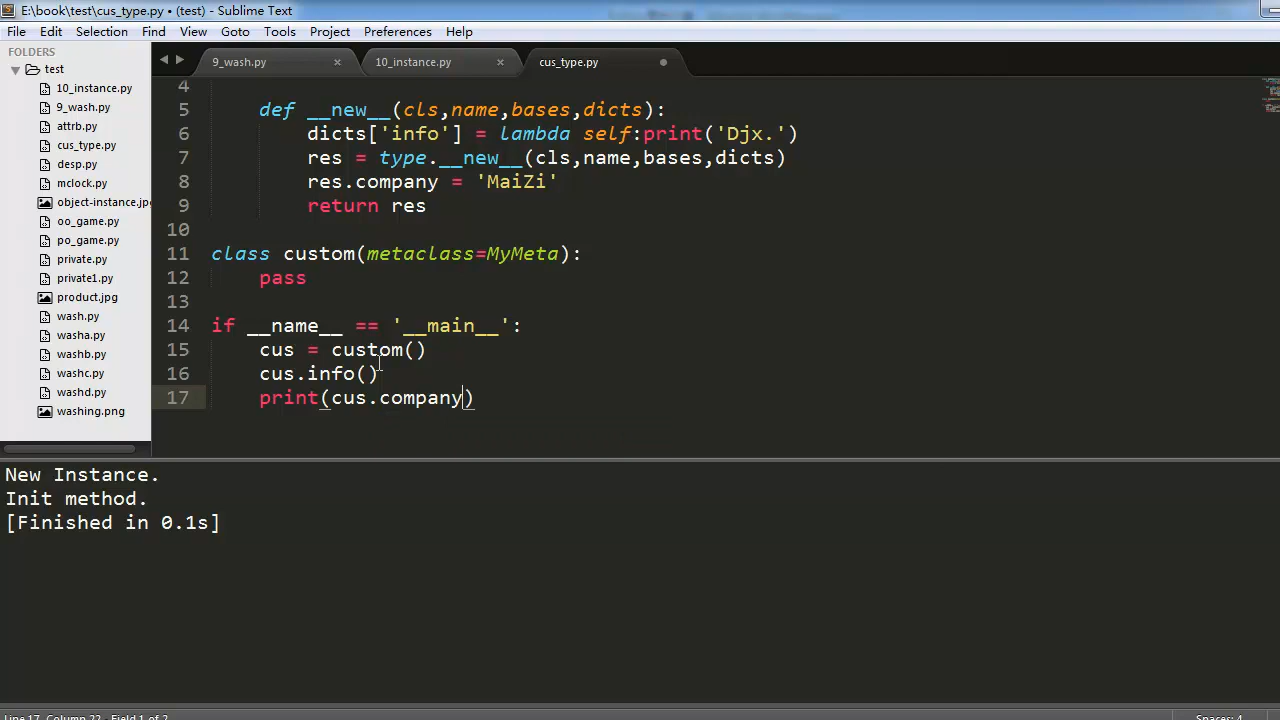 E:\book\test\cus_type.py • (test) - Sublime Text
File Edit Selection Find View Goto Tools Project Preferences Help
FOLDERS
test
10_instance.py
9_wash.py
attrb.py
cus_type.py
desp.py
mclock.py
object-instance.jp
oo_game.py
po_game.py
private.py
private1.py
product.jpg
wash.py
washa.py
washb.py
washc.py
washd.py
washing.png
9_wash.py × 10_instance.py × cus_type.py •
4
5 def __new__(cls,name,bases,dicts):
6 dicts['info'] = lambda self:print('Djx.')
7 res = type.__new__(cls,name,bases,dicts)
8 res.company = 'MaiZi'
9 return res
10
11 class custom(metaclass=MyMeta):
12 pass
13
14 if __name__ == '__main__':
15 cus = custom()
16 cus.info()
17 print(cus.company)
New Instance.
Init method.
[Finished in 0.1s]
Line 17, Column 22 - Field 1 of 2
Spaces: 4